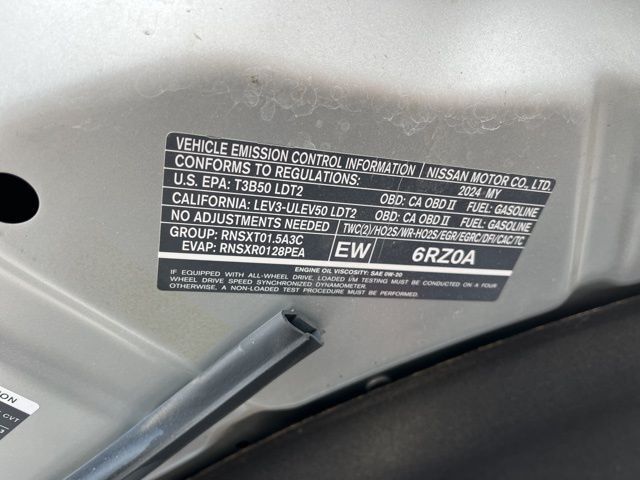 VEHICLE EMISSION CONTROL INFORMATION NISSAN MOTOR CO., LTD.
CONFORMS TO REGULATIONS: 2024 MY
U.S. EPA: T3B50 LDT2 OBD: CA OBD II FUEL: GASOLINE
CALIFORNIA: LEV3-ULEV50 LDT2 OBD: CA OBD II FUEL: GASOLINE
NO ADJUSTMENTS NEEDED TWC(2)/HO2S/WR-HO2S/EGR/EGRC/DFI/CAC/TC
GROUP: RNSXT01.5A3C
EVAP: RNSXR0128PEA EW 6RZ0A
ENGINE OIL VISCOSITY: SAE 0W-20
IF EQUIPPED WITH ALL-WHEEL DRIVE, LOADED I/M TESTING MUST BE CONDUCTED ON A FOUR
WHEEL DRIVE SPEED SYNCHRONIZED DYNAMOMETER.
OTHERWISE, A NON-LOADED TEST PROCEDURE MUST BE PERFORMED.
CVT